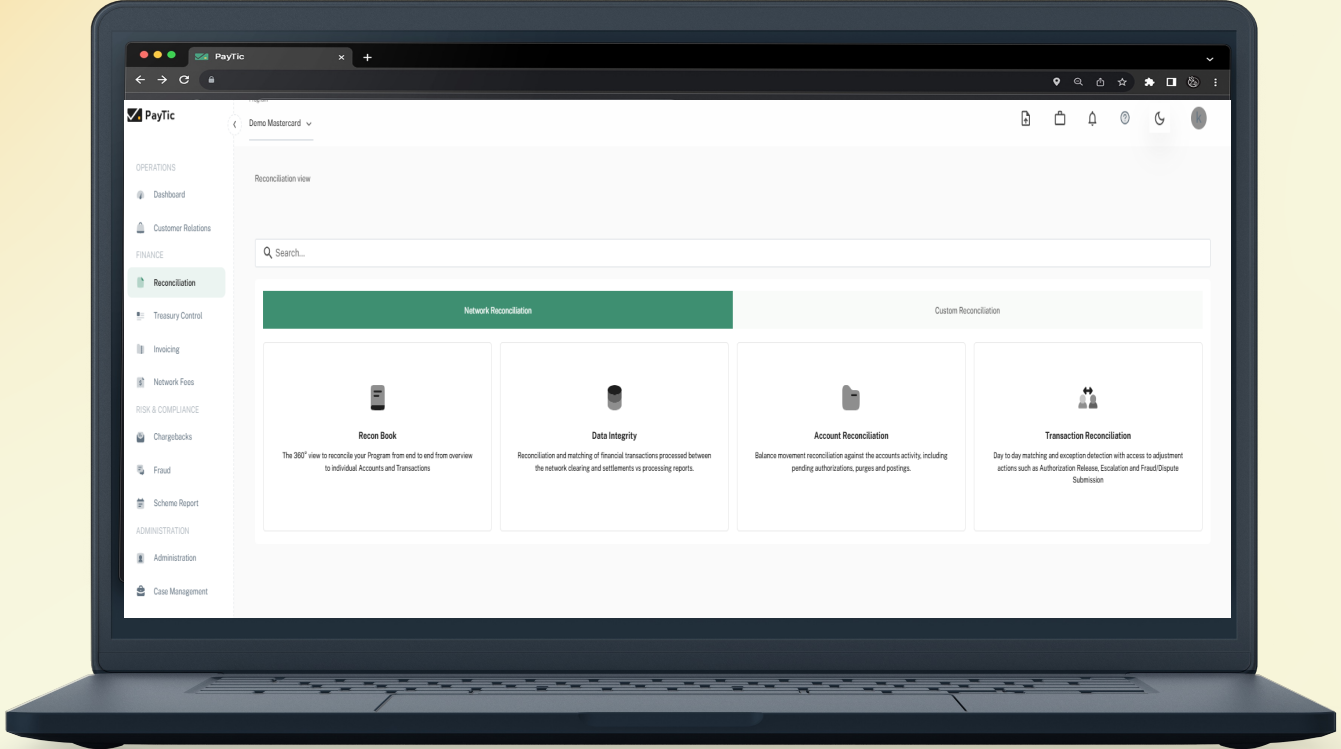 PayTic
PayTic
Demo Mastercard
k
OPERATIONS
Dashboard
Customer Relations
FINANCE
Reconciliation
Treasury Control
Invoicing
Network Fees
RISK & COMPLIANCE
Chargebacks
Fraud
Scheme Report
ADMINISTRATION
Administration
Case Management
Reconciliation view
Search...
Network Reconciliation
Custom Reconciliation
Recon Book
The 360° view to reconcile your Program from end to end from overview
to individual Accounts and Transactions
Data Integrity
Reconciliation and matching of financial transactions processed between
the network clearing and settlements vs processing reports.
Account Reconciliation
Balance movement reconciliation against the accounts activity, including
pending authorizations, purges and postings.
Transaction Reconciliation
Day to day matching and exception detection with access to adjustment
actions such as Authorization Release, Escalation and Fraud/Dispute
Submission